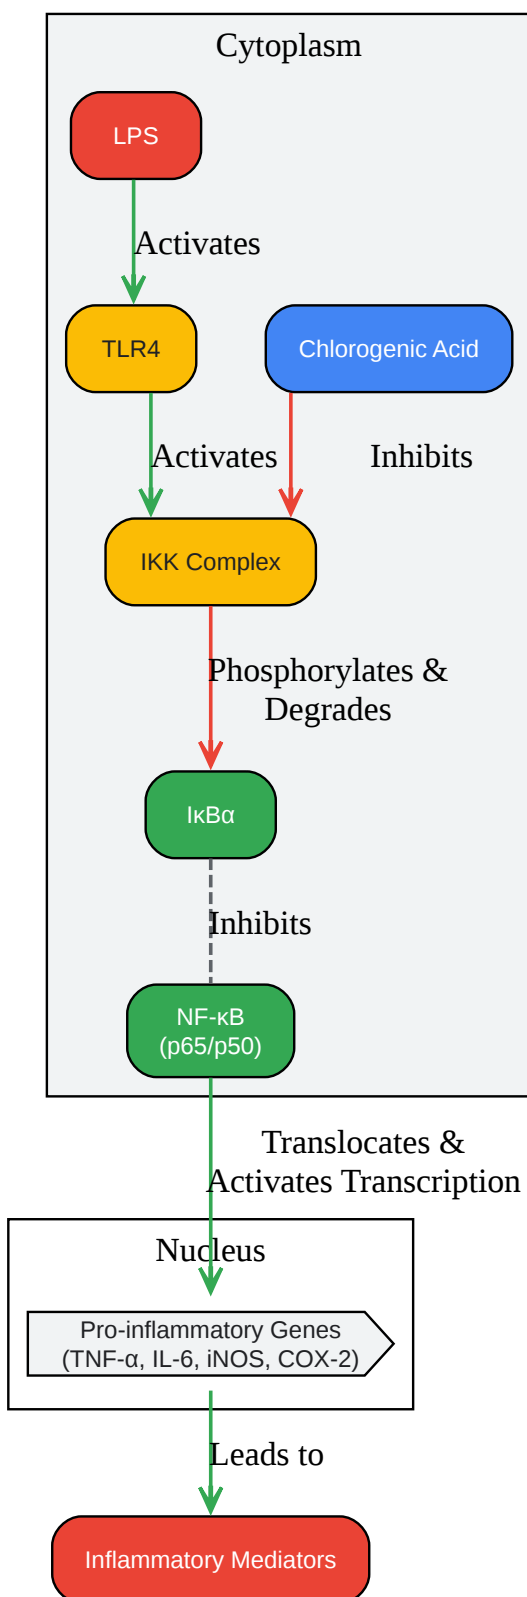 Cytoplasm
LPS
Activates
TLR4
Chlorogenic Acid
Activates
Inhibits
IKK Complex
Phosphorylates &
Degrades
IκBα
Inhibits
NF-κB
(p65/p50)
Translocates &
Activates Transcription
Nucleus
Pro-inflammatory Genes
(TNF-α, IL-6, iNOS, COX-2)
Leads to
Inflammatory Mediators